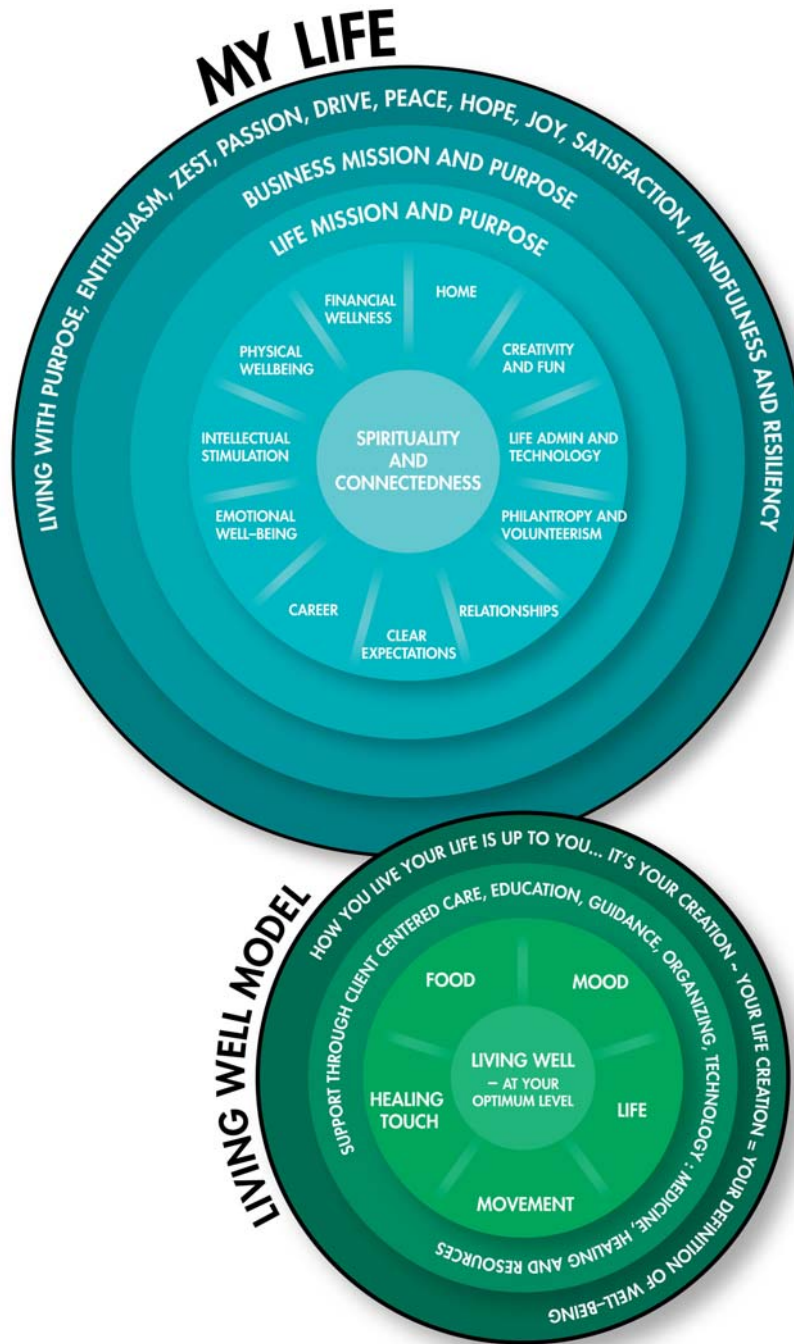 MY LIFE
LIVING WITH PURPOSE, ENTHUSIASM, ZEST, PASSION, DRIVE, PEACE, HOPE, JOY, SATISFACTION, MINDFULNESS AND RESILIENCY
BUSINESS MISSION AND PURPOSE
LIFE MISSION AND PURPOSE
HOME
CREATIVITY
AND FUN
LIFE ADMIN AND
TECHNOLOGY
PHILANTROPY AND
VOLUNTEERISM
RELATIONSHIPS
CLEAR
EXPECTATIONS
CAREER
EMOTIONAL
WELL–BEING
INTELLECTUAL
STIMULATION
PHYSICAL
WELLBEING
FINANCIAL
WELLNESS
SPIRITUALITY
AND
CONNECTEDNESS
LIVING WELL MODEL
HOW YOU LIVE YOUR LIFE IS UP TO YOU... IT'S YOUR CREATION ~ YOUR LIFE CREATION = YOUR DEFINITION OF WELL–BEING
SUPPORT THROUGH CLIENT CENTERED CARE, EDUCATION, GUIDANCE, ORGANIZING, TECHNOLOGY : MEDICINE, HEALING AND RESOURCES
FOOD
MOOD
LIFE
MOVEMENT
HEALING
TOUCH
LIVING WELL
– AT YOUR
OPTIMUM LEVEL